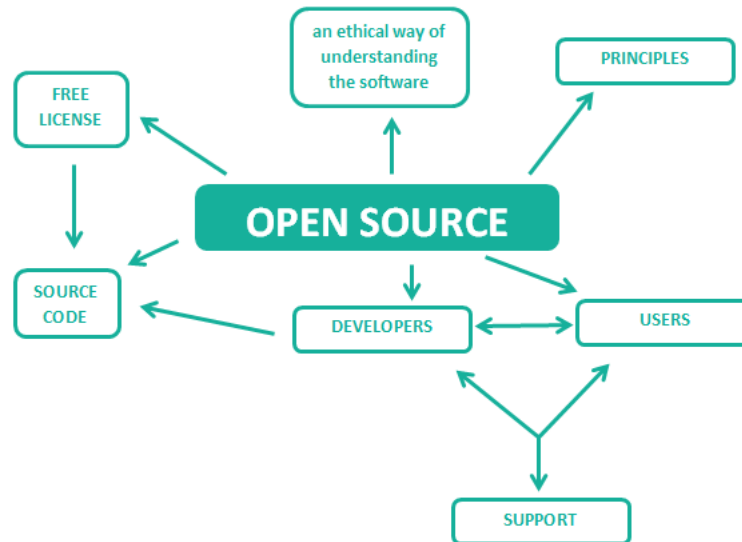 an ethical way of
understanding
the software
PRINCIPLES
FREE
LICENSE
OPEN SOURCE
SOURCE
CODE
DEVELOPERS
USERS
SUPPORT